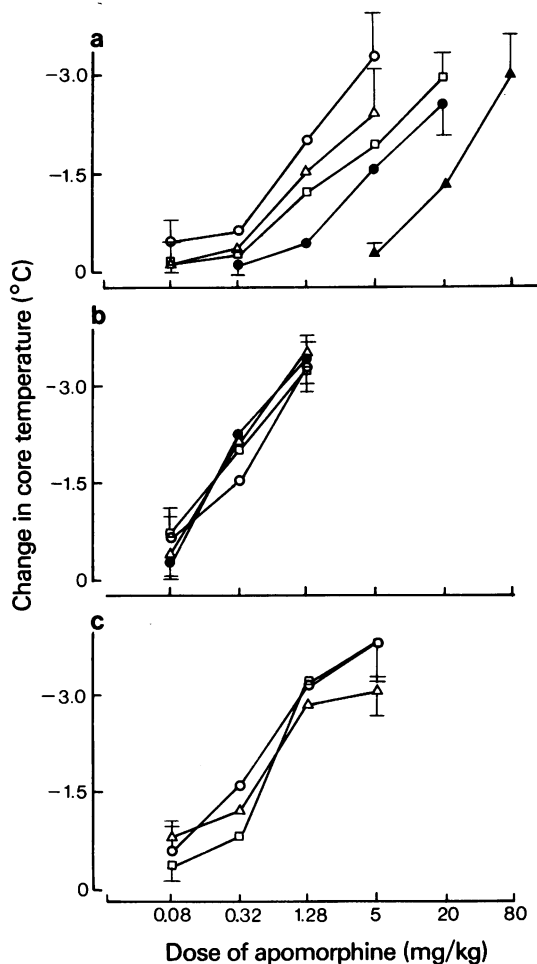 a
−3.0
−1.5
0
b
−3.0
−1.5
0
c
−3.0
−1.5
0
Change in core temperature (°C)
0.08 0.32 1.28 5 20 80
Dose of apomorphine (mg/kg)